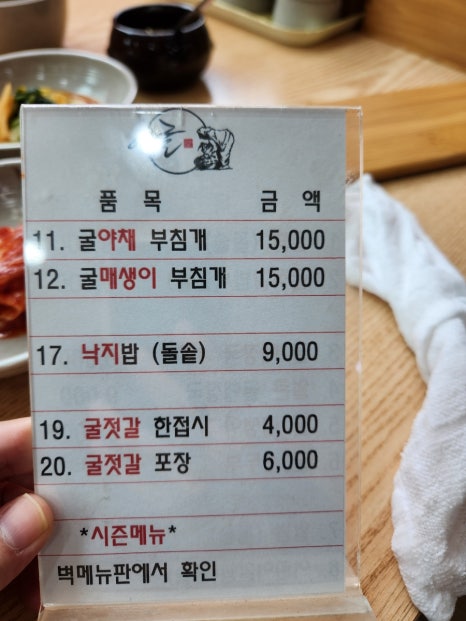 품 목 금 액
11. 굴야채 부침개 15,000
12. 굴매생이 부침개 15,000
17. 낙지밥 (돌솥) 9,000
19. 굴젓갈 한접시 4,000
20. 굴젓갈 포장 6,000
*시즌메뉴*
벽메뉴판에서 확인